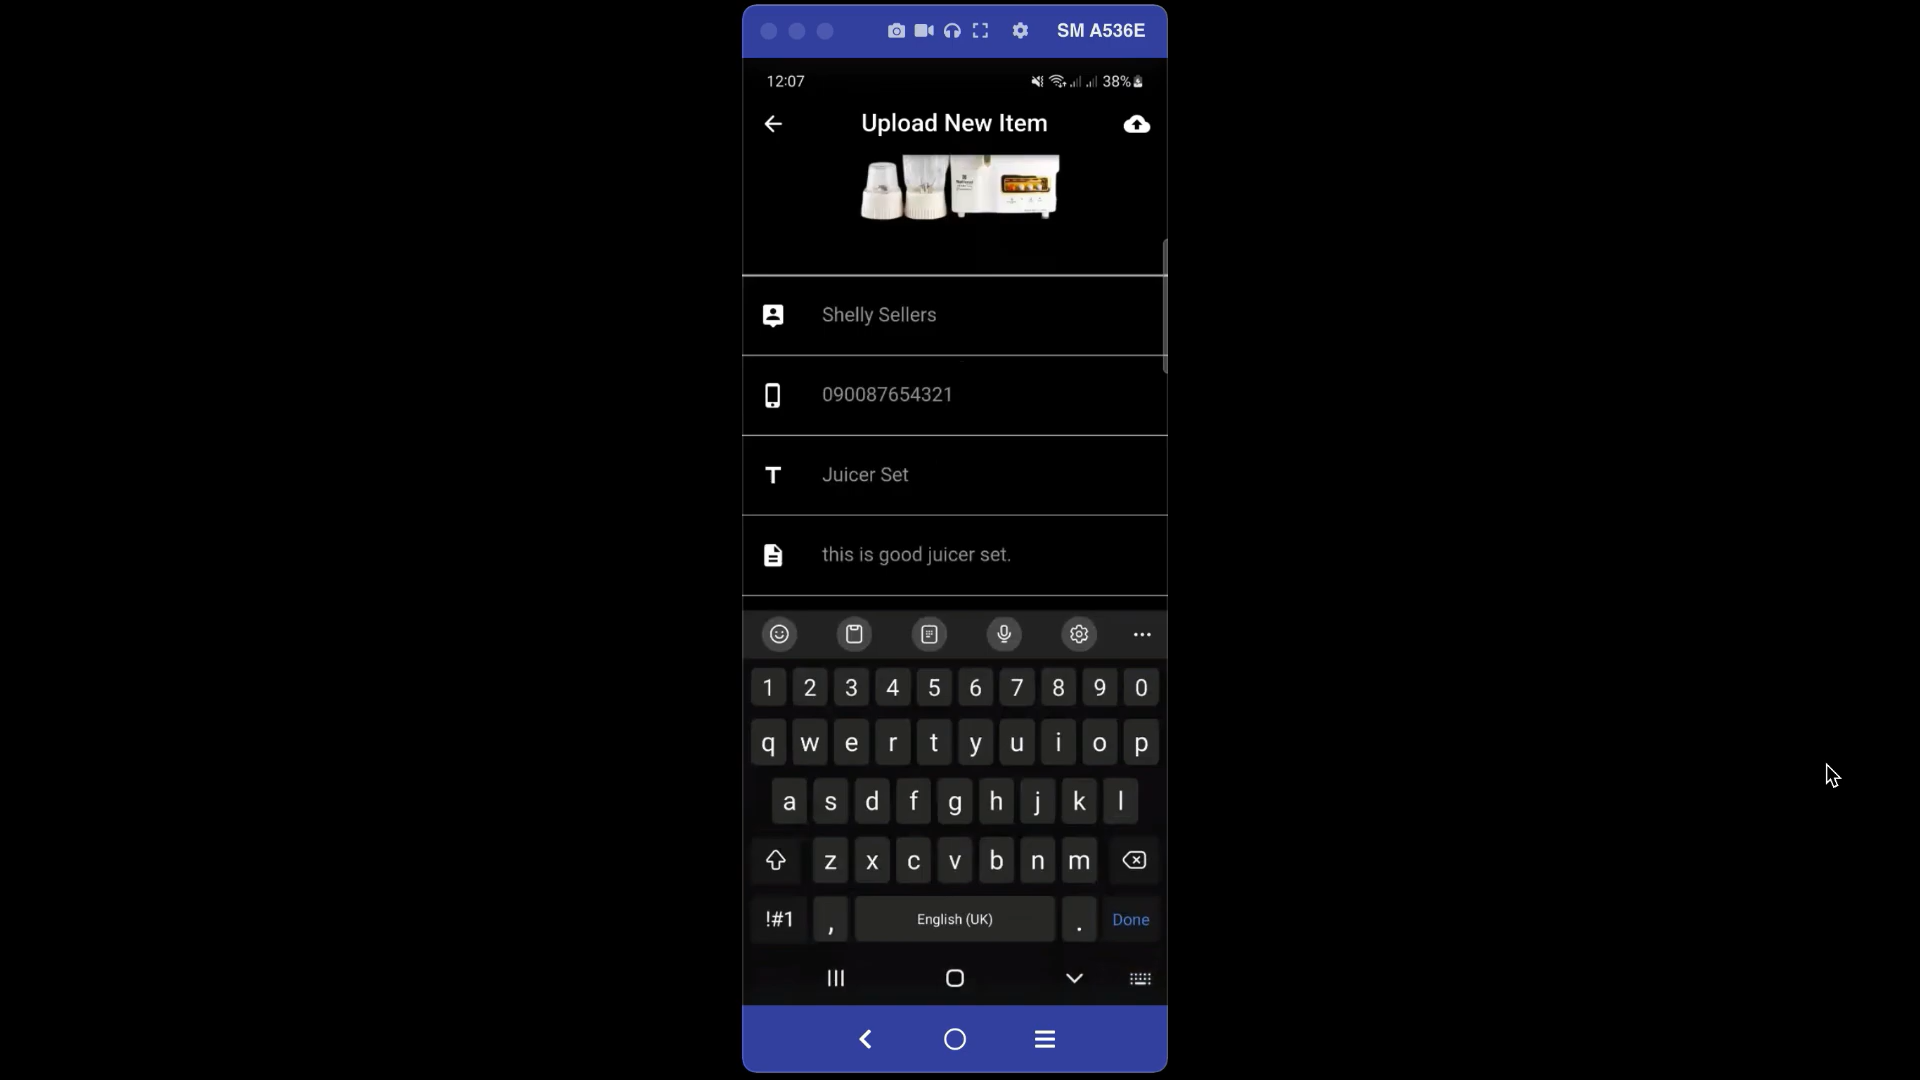 SM A536E
12:07
38%
Upload New Item
Shelly Sellers
090087654321
Juicer Set
this is good juicer set.
1 2 3 4 5 6 7 8 9 0
q w e r t y u i o p
a s d f g h j k l
z x c v b n m
!#1 , English (UK) . Done